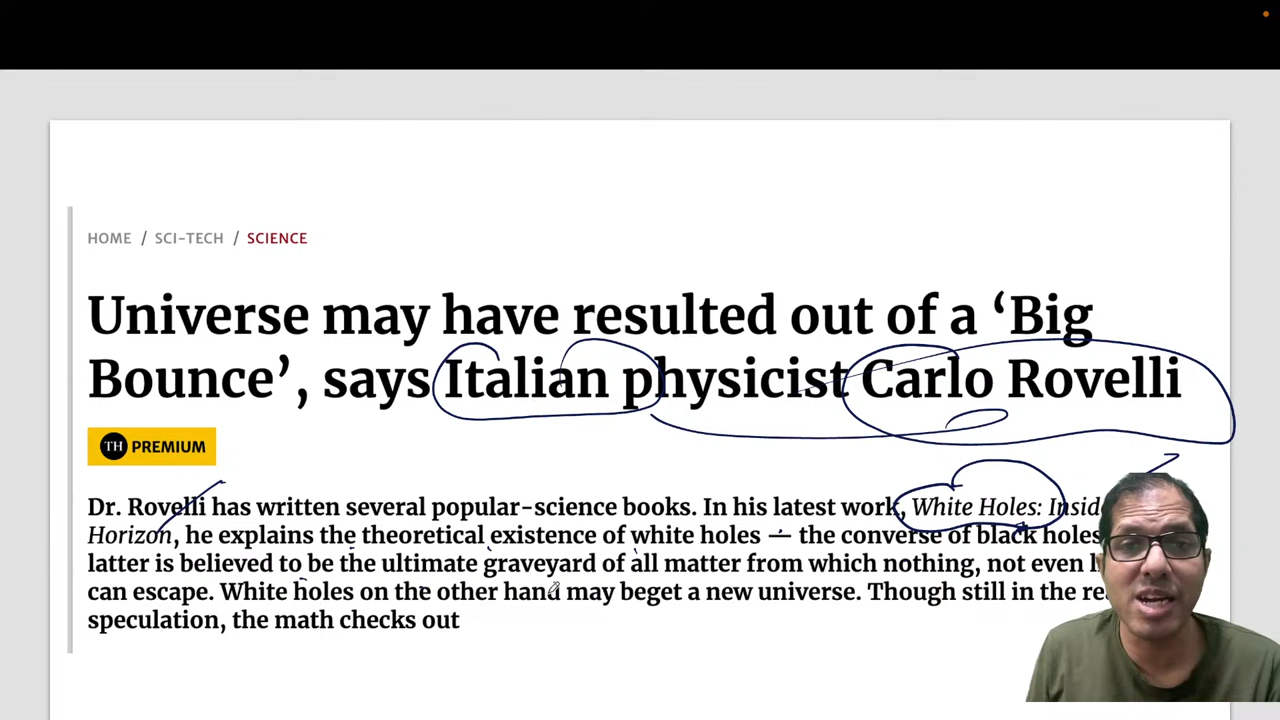 HOME / SCI-TECH / SCIENCE
Universe may have resulted out of a ‘Big
Bounce’, says Italian physicist Carlo Rovelli
TH PREMIUM
Dr. Rovelli has written several popular-science books. In his latest work, White Holes:
Horizon, he explains the theoretical existence of white holes — the converse of black holes
latter is believed to be the ultimate graveyard of all matter from which nothing, not even
can escape. White holes on the other hand may beget a new universe. Though still in the
speculation, the math checks out